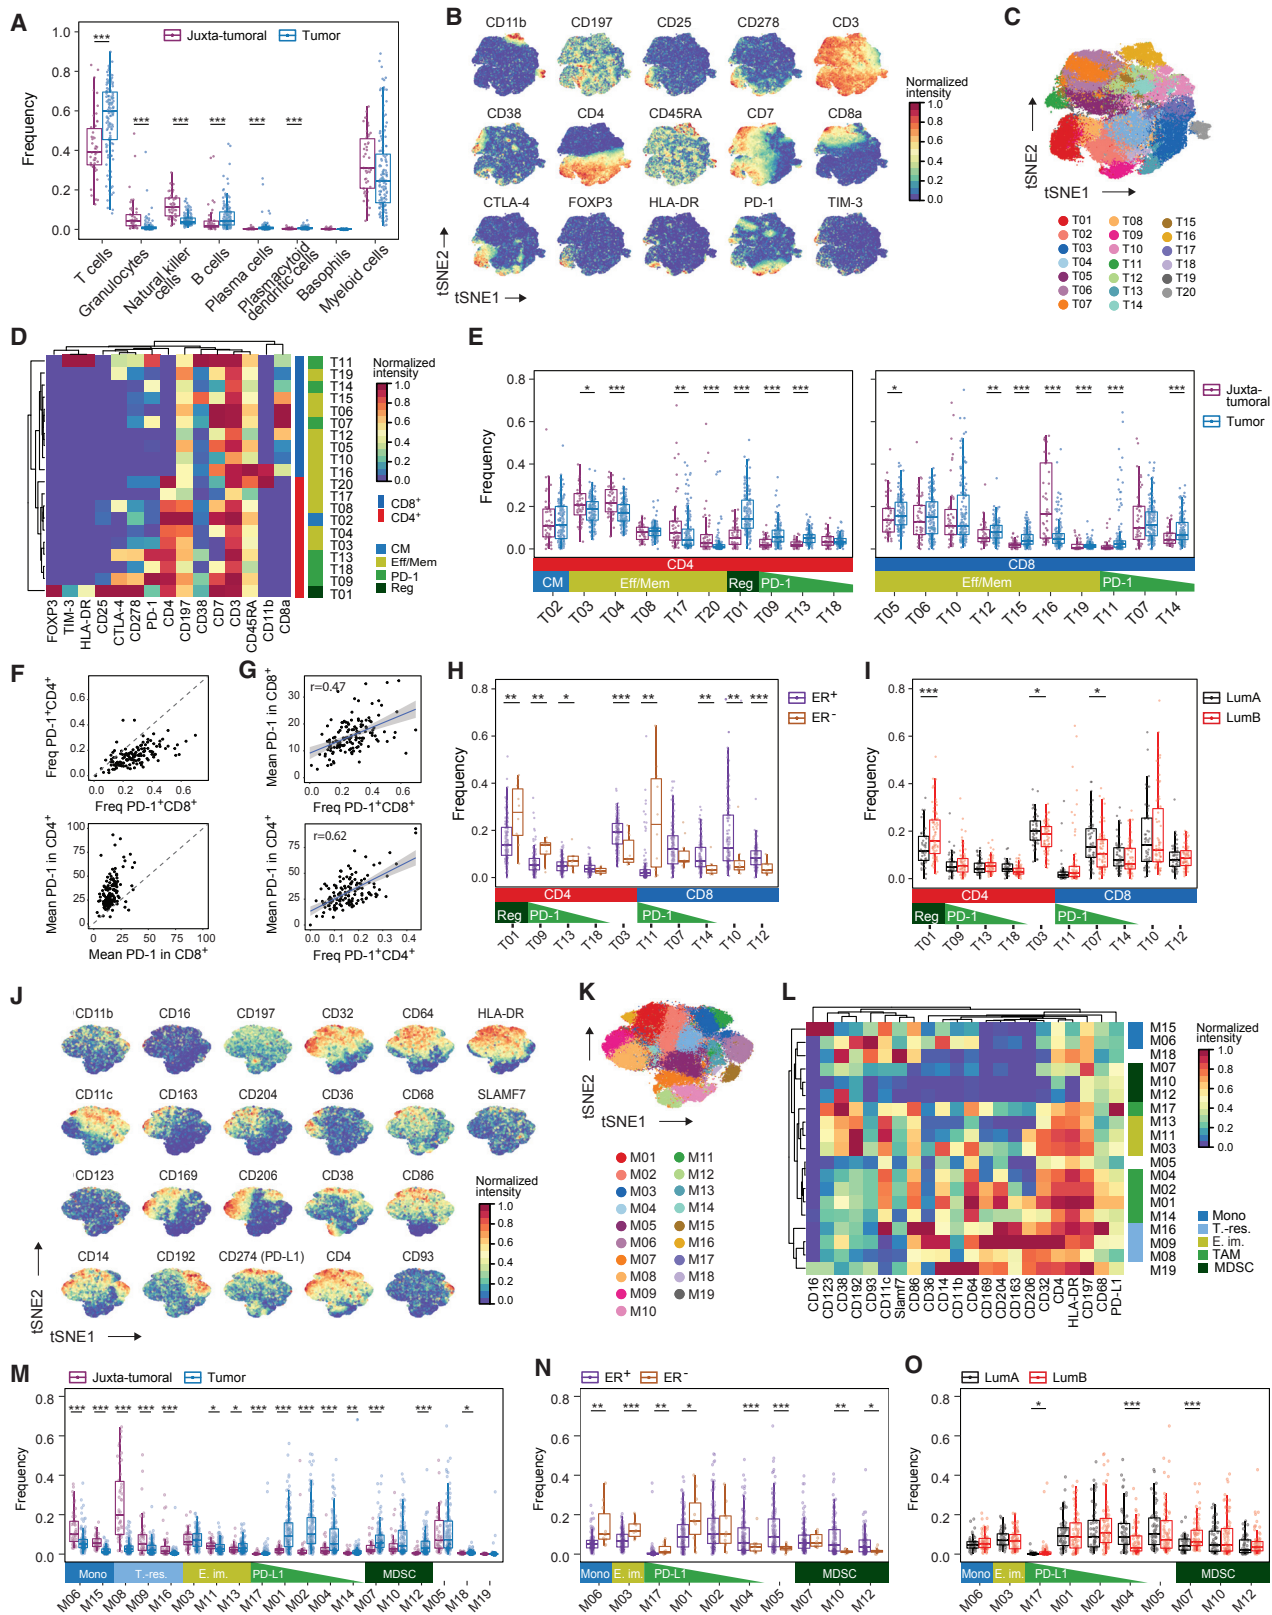 A
Juxta-tumoral
Tumor
***
***
***
***
***
***
Frequency
1.0
0.8
0.6
0.4
0.2
0.0
T cells
Granulocytes
Natural killer cells
B cells
Plasma cells
Plasmacytoid dendritic cells
Basophils
Myeloid cells
B
CD11b
CD197
CD25
CD278
CD3
CD38
CD4
CD45RA
CD7
CD8a
CTLA-4
FOXP3
HLA-DR
PD-1
TIM-3
tSNE2
tSNE1
Normalized intensity
1.0
0.8
0.6
0.4
0.2
0.0
C
tSNE2
tSNE1
T01
T02
T03
T04
T05
T06
T07
T08
T09
T10
T11
T12
T13
T14
T15
T16
T17
T18
T19
T20
D
T11
T19
T14
T15
T06
T07
T12
T05
T10
T16
T20
T17
T08
T02
T04
T03
T13
T18
T09
T01
FOXP3
TIM-3
HLA-DR
CD25
CTLA-4
CD278
PD-1
CD4
CD197
CD38
CD7
CD3
CD45RA
CD11b
CD8a
Normalized intensity
1.0
0.8
0.6
0.4
0.2
0.0
CD8+
CD4+
CM
Eff/Mem
PD-1
Reg
E
Frequency
0.8
0.6
0.4
0.2
0.0
* *** ** *** *** *** ***
* ** *** *** *** *** ***
Juxta-tumoral
Tumor
CD4
CM
Eff/Mem
Reg
PD-1
T02
T03
T04
T08
T17
T20
T01
T09
T13
T18
CD8
Eff/Mem
PD-1
T05
T06
T10
T12
T15
T16
T19
T11
T07
T14
F
Freq PD-1+CD4+
0.6
0.4
0.2
0.0
0.0 0.2 0.4 0.6
Freq PD-1+CD8+
Mean PD-1 in CD4+
100
75
50
25
0
0 25 50 75 100
Mean PD-1 in CD8+
G
r=0.47
Mean PD-1 in CD8+
30
20
10
0
0.0 0.2 0.4 0.6
Freq PD-1+CD8+
r=0.62
Mean PD-1 in CD4+
75
50
25
0
0.0 0.1 0.2 0.3 0.4
Freq PD-1+CD4+
H
Frequency
0.8
0.6
0.4
0.2
0.0
** ** * *** ** ** ** ***
ER+
ER-
CD4
CD8
Reg
PD-1
PD-1
T01
T09
T13
T18
T03
T11
T07
T14
T10
T12
I
Frequency
0.8
0.6
0.4
0.2
0.0
*** * *
LumA
LumB
CD4
CD8
Reg
PD-1
PD-1
T01
T09
T13
T18
T03
T11
T07
T14
T10
T12
J
CD11b
CD16
CD197
CD32
CD64
HLA-DR
CD11c
CD163
CD204
CD36
CD68
SLAMF7
CD123
CD169
CD206
CD38
CD86
CD14
CD192
CD274 (PD-L1)
CD4
CD93
Normalized intensity
1.0
0.8
0.6
0.4
0.2
0.0
tSNE2
tSNE1
K
tSNE2
tSNE1
M01
M02
M03
M04
M05
M06
M07
M08
M09
M10
M11
M12
M13
M14
M15
M16
M17
M18
M19
L
M15
M06
M18
M07
M10
M12
M17
M13
M11
M03
M05
M04
M02
M01
M14
M16
M09
M08
M19
CD16
CD123
CD38
CD192
CD93
CD11c
Slamf7
CD86
CD36
CD14
CD11b
CD64
CD169
CD204
CD163
CD206
CD32
CD4
HLA-DR
CD197
CD68
PD-L1
Normalized intensity
1.0
0.8
0.6
0.4
0.2
0.0
Mono
T.-res.
E. im.
TAM
MDSC
M
Juxta-tumoral
Tumor
Frequency
0.8
0.6
0.4
0.2
0.0
*** *** *** *** *** * * *** *** *** *** ** *** *** *
Mono
T.-res.
E. im.
PD-L1
MDSC
M06
M15
M08
M09
M16
M03
M11
M13
M17
M01
M02
M04
M14
M07
M10
M12
M05
M18
M19
N
ER+
ER-
Frequency
0.8
0.6
0.4
0.2
0.0
** *** ** * *** *** ** *
Mono
E. im.
PD-L1
MDSC
M06
M03
M17
M01
M02
M04
M05
M07
M10
M12
O
LumA
LumB
Frequency
0.8
0.6
0.4
0.2
0.0
* *** ***
Mono
E. im.
PD-L1
MDSC
M06
M03
M17
M01
M02
M04
M05
M07
M10
M12